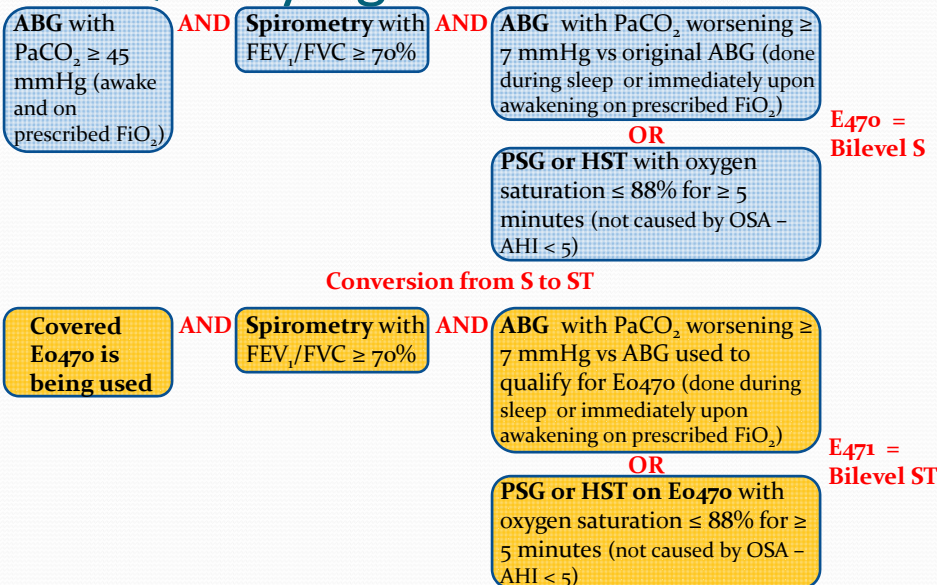 ABG with
PaCO₂ ≥ 45
mmHg (awake
and on
prescribed FiO₂)
AND
Spirometry with
FEV₁/FVC ≥ 70%
AND
ABG with PaCO₂ worsening ≥
7 mmHg vs original ABG (done
during sleep or immediately upon
awakening on prescribed FiO₂)
OR
PSG or HST with oxygen
saturation ≤ 88% for ≥ 5
minutes (not caused by OSA –
AHI < 5)
E470 =
Bilevel S
Conversion from S to ST
Covered
E0470 is
being used
AND
Spirometry with
FEV₁/FVC ≥ 70%
AND
ABG with PaCO₂ worsening ≥
7 mmHg vs ABG used to
qualify for E0470 (done during
sleep or immediately upon
awakening on prescribed FiO₂)
OR
PSG or HST on E0470 with
oxygen saturation ≤ 88% for ≥
5 minutes (not caused by OSA –
AHI < 5)
E471 =
Bilevel ST